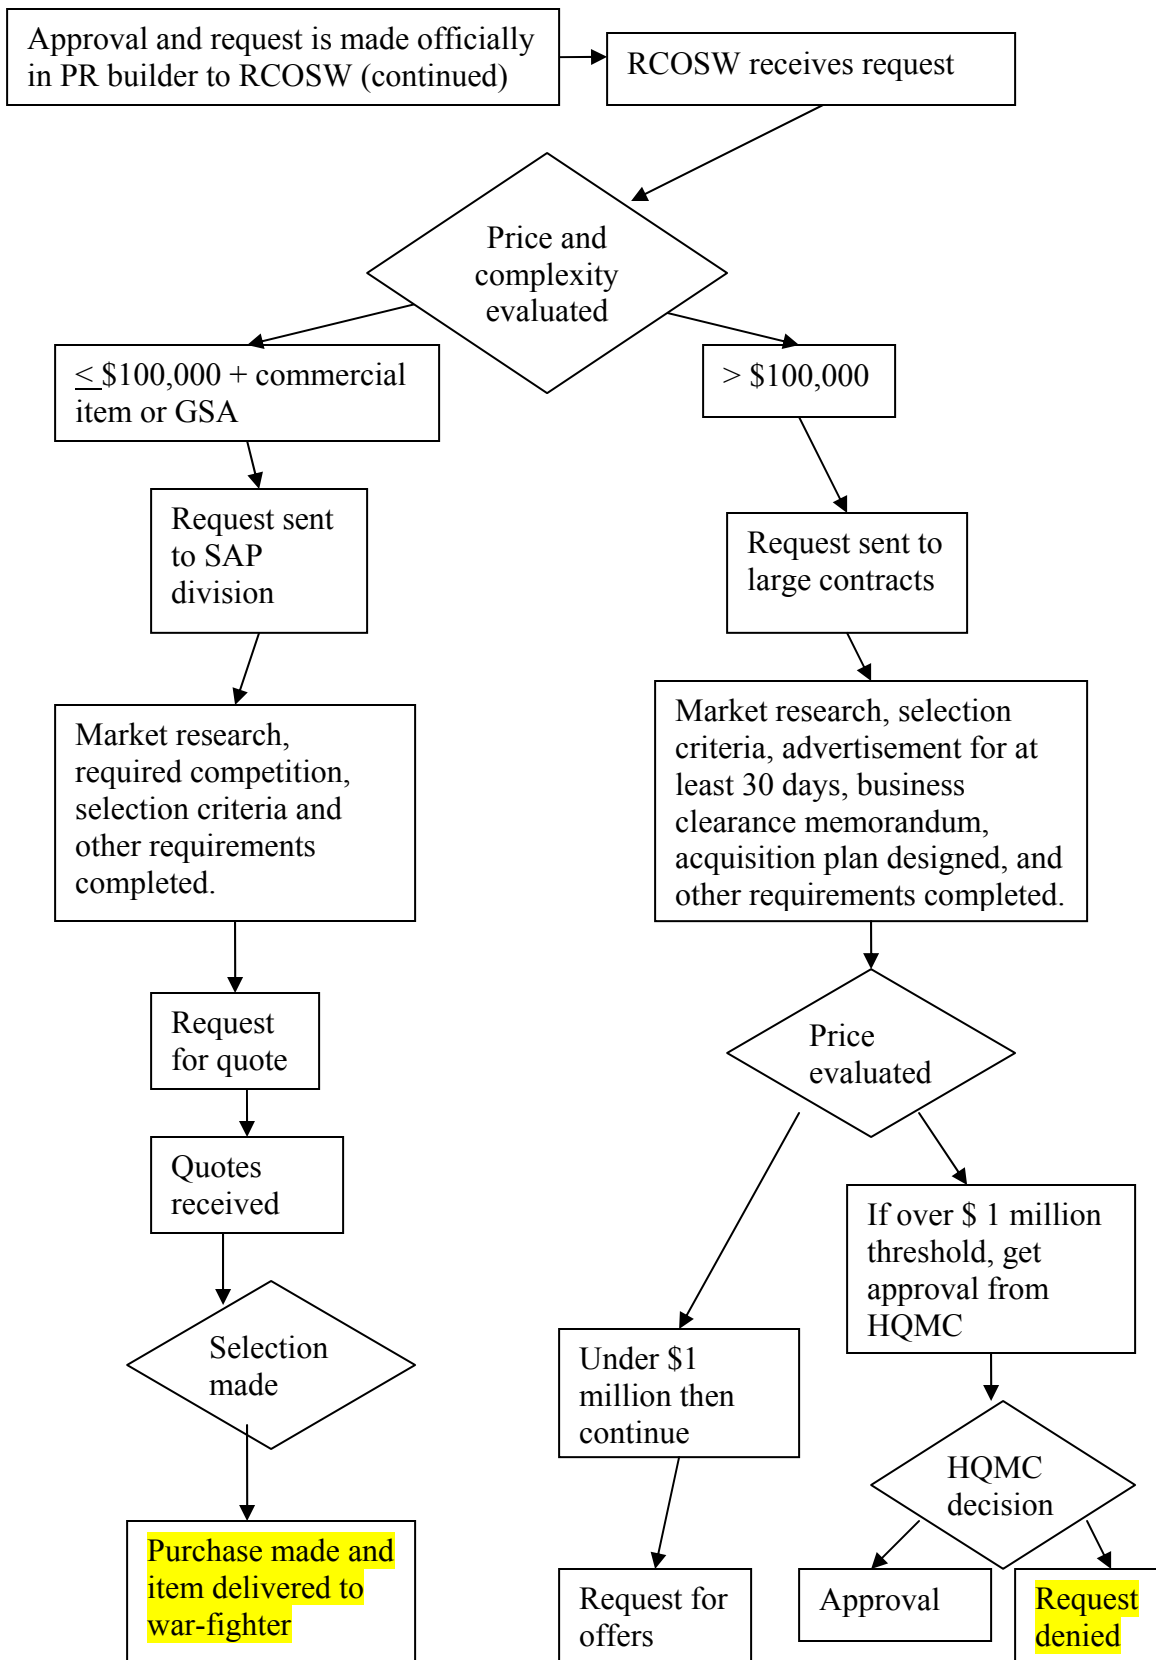 Approval and request is made officially
in PR builder to RCOSW (continued)
RCOSW receives request
Price and
complexity
evaluated
< $100,000 + commercial
item or GSA
> $100,000
Request sent
to SAP
division
Request sent to
large contracts
Market research,
required competition,
selection criteria and
other requirements
completed.
Market research, selection
criteria, advertisement for at
least 30 days, business
clearance memorandum,
acquisition plan designed, and
other requirements completed.
Request
for quote
Price
evaluated
Quotes
received
If over $ 1 million
threshold, get
approval from
HQMC
Selection
made
Under $1
million then
continue
HQMC
decision
Purchase made and
item delivered to
war-fighter
Request for
offers
Approval
Request
denied